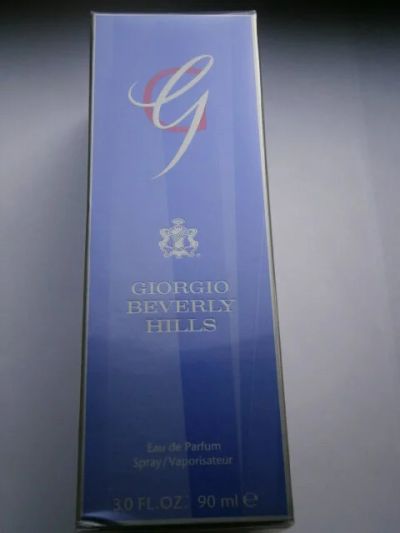 G
GIORGIO
BEVERLY
HILLS
Eau de Parfum
Spray/Vaporisateur
3.0 FL.OZ. 90 ml ℮